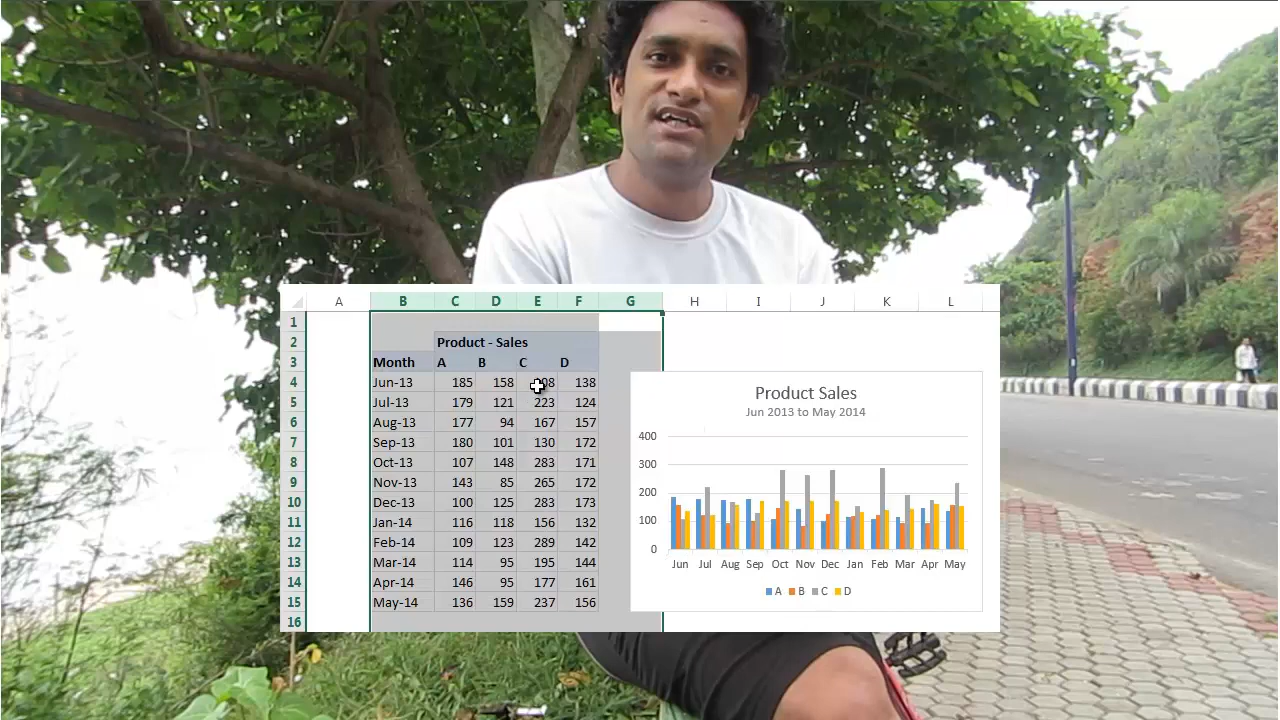 A B C D E F G H I J K L
1
2 Product - Sales
3 Month A B C D
4 Jun-13 185 158 138
5 Jul-13 179 121 223 124
6 Aug-13 177 94 167 157
7 Sep-13 180 101 130 172
8 Oct-13 107 148 283 171
9 Nov-13 143 85 265 172
10 Dec-13 100 125 283 173
11 Jan-14 116 118 156 132
12 Feb-14 109 123 289 142
13 Mar-14 114 95 195 144
14 Apr-14 146 95 177 161
15 May-14 136 159 237 156
16
Product Sales
Jun 2013 to May 2014
400
300
200
100
0
Jun Jul Aug Sep Oct Nov Dec Jan Feb Mar Apr May
A B C D